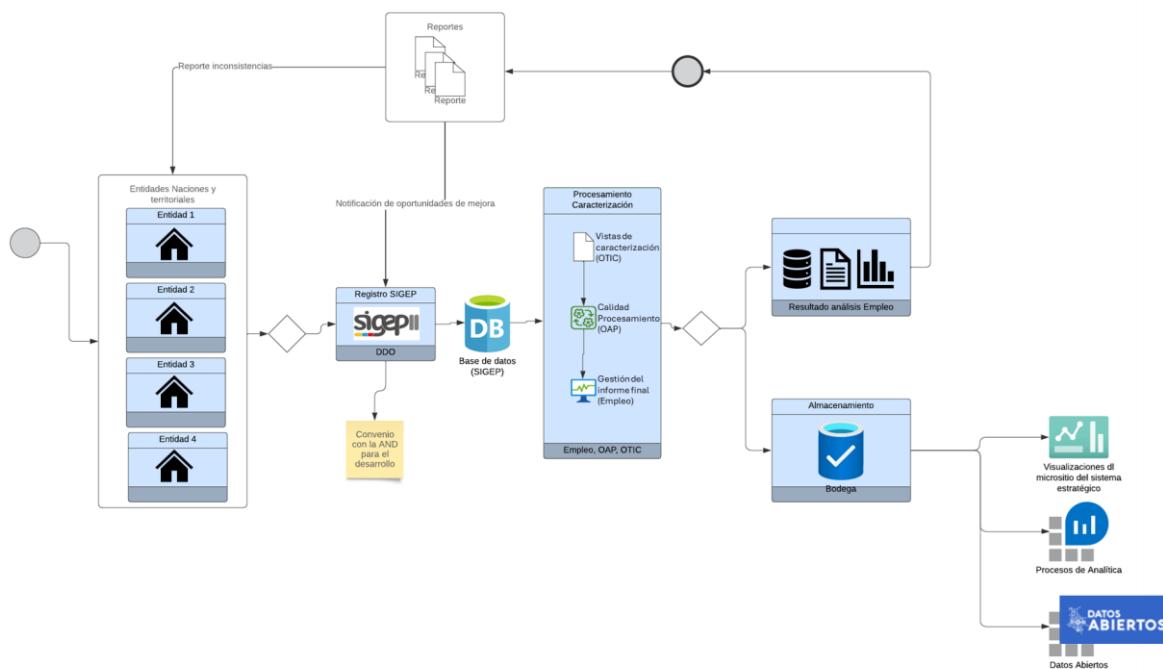 Reportes
Re
Re
Reporte
Reporte inconsistencias
Entidades Naciones y
territoriales
Entidad 1
Entidad 2
Entidad 3
Entidad 4
Notificación de oportunidades de mejora
Registro SIGEP
sigepII
DDO
Convenio
con la AND
para el
desarrollo
DB
Base de datos
(SIGEP)
Procesamiento
Caracterización
Vistas de
caracterización
(OTIC)
Calidad
Procesamiento
(OAP)
Gestión del
informe final
(Empleo)
Empleo, OAP, OTIC
Resultado análisis Empleo
Almacenamiento
Bodega
Visualizaciones dl
micrositio del sistema
estratégico
Procesos de Analítica
DATOS
ABIERTOS
Datos Abiertos